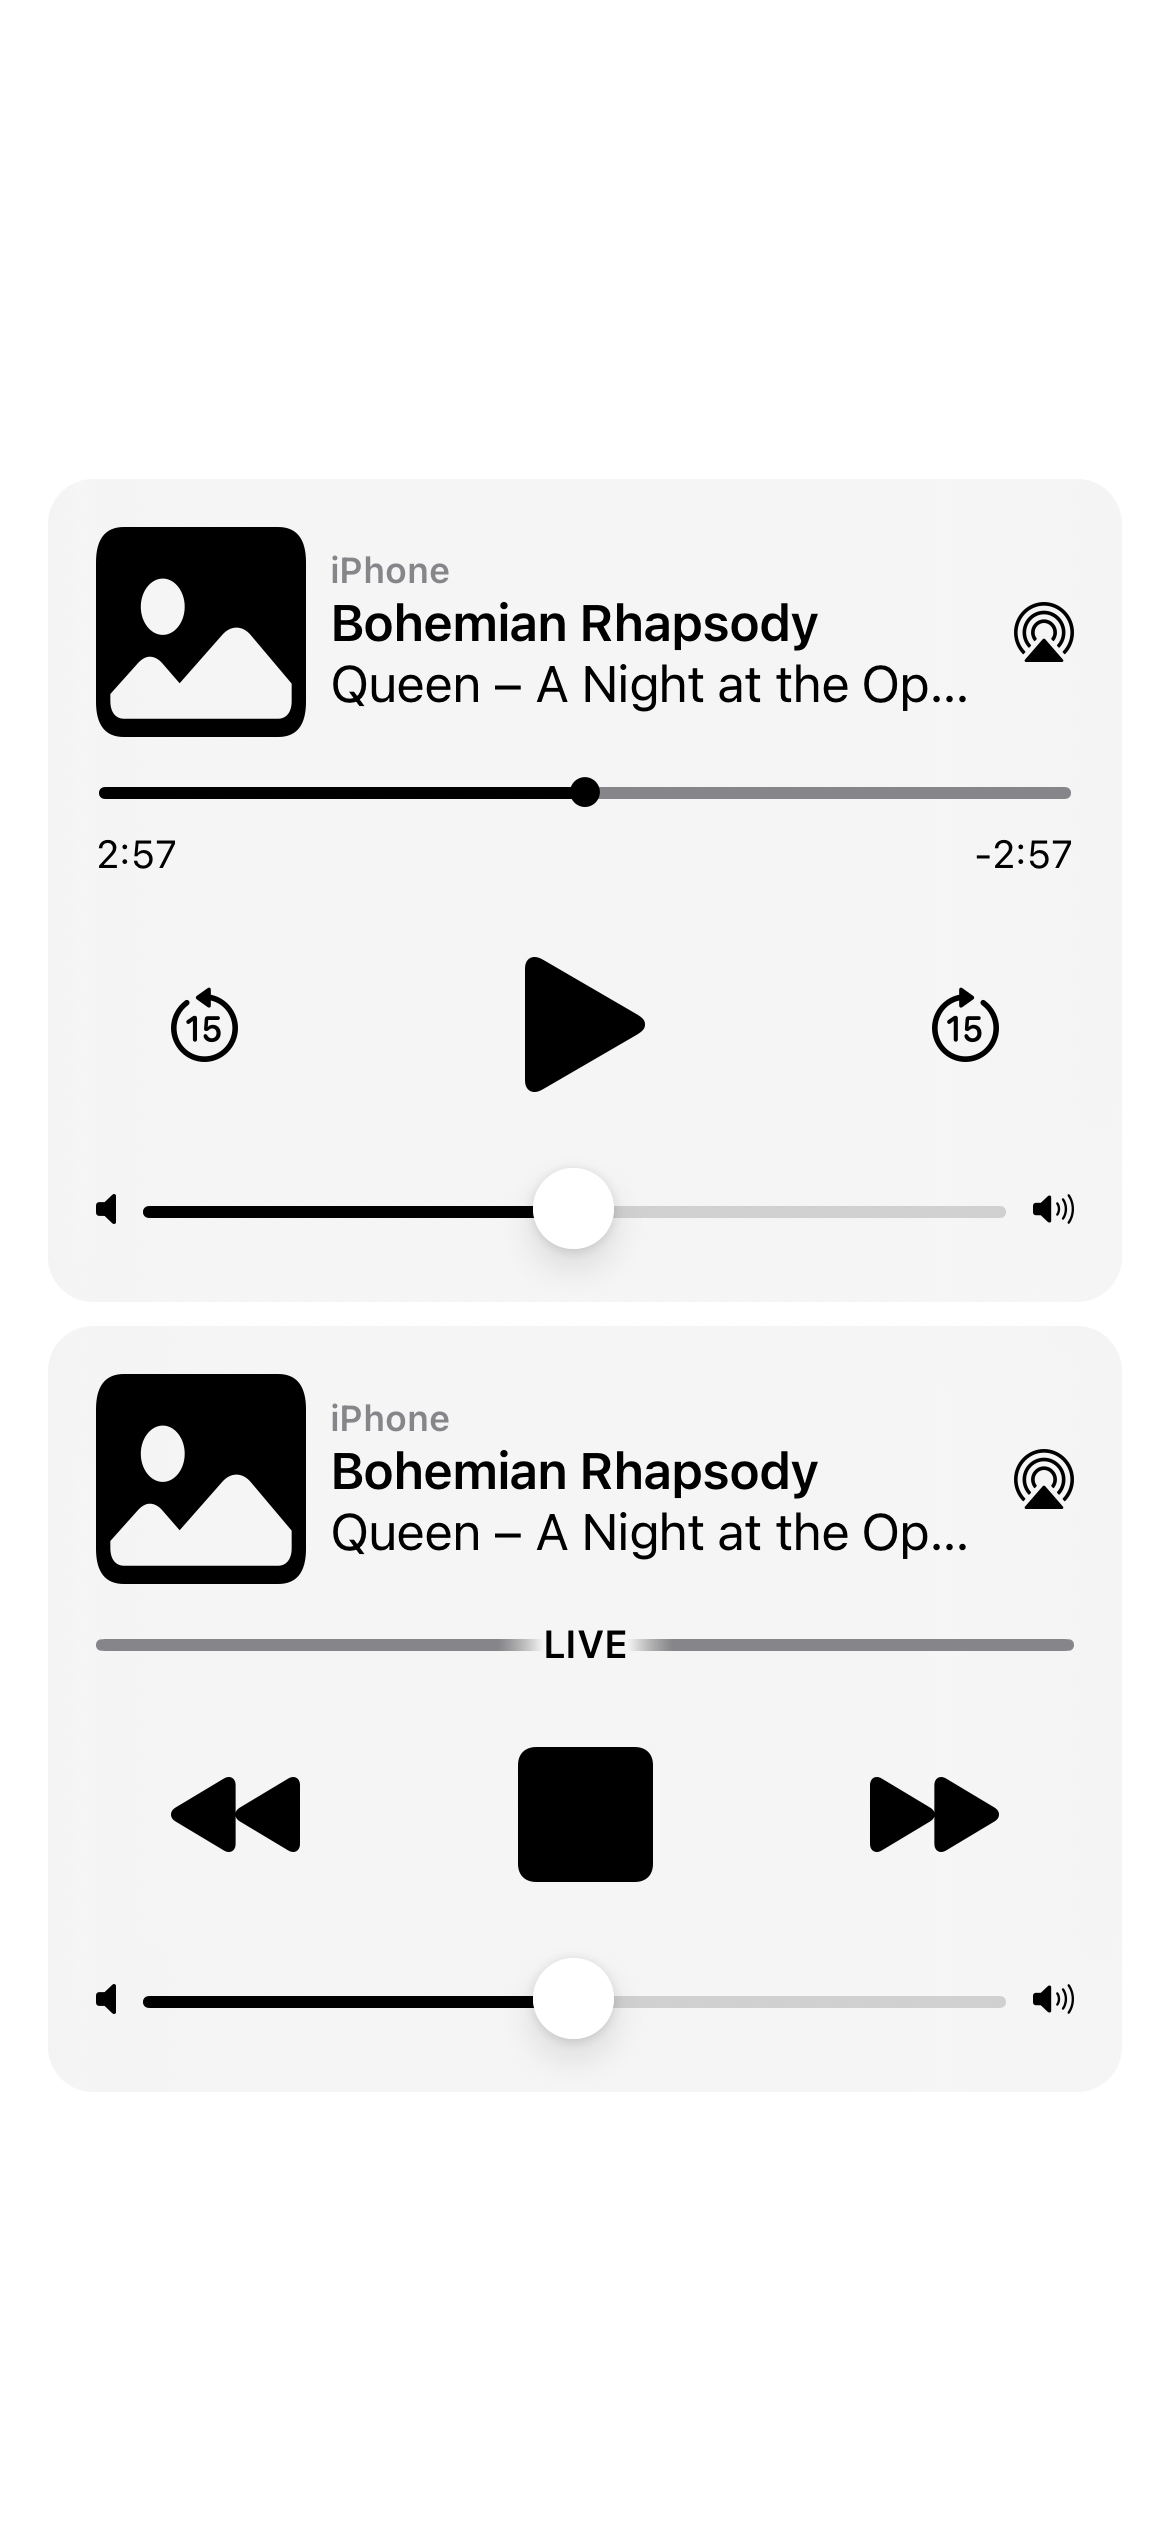 iPhone
Bohemian Rhapsody
Queen – A Night at the Op...
2:57
-2:57
15
15
iPhone
Bohemian Rhapsody
Queen – A Night at the Op...
LIVE